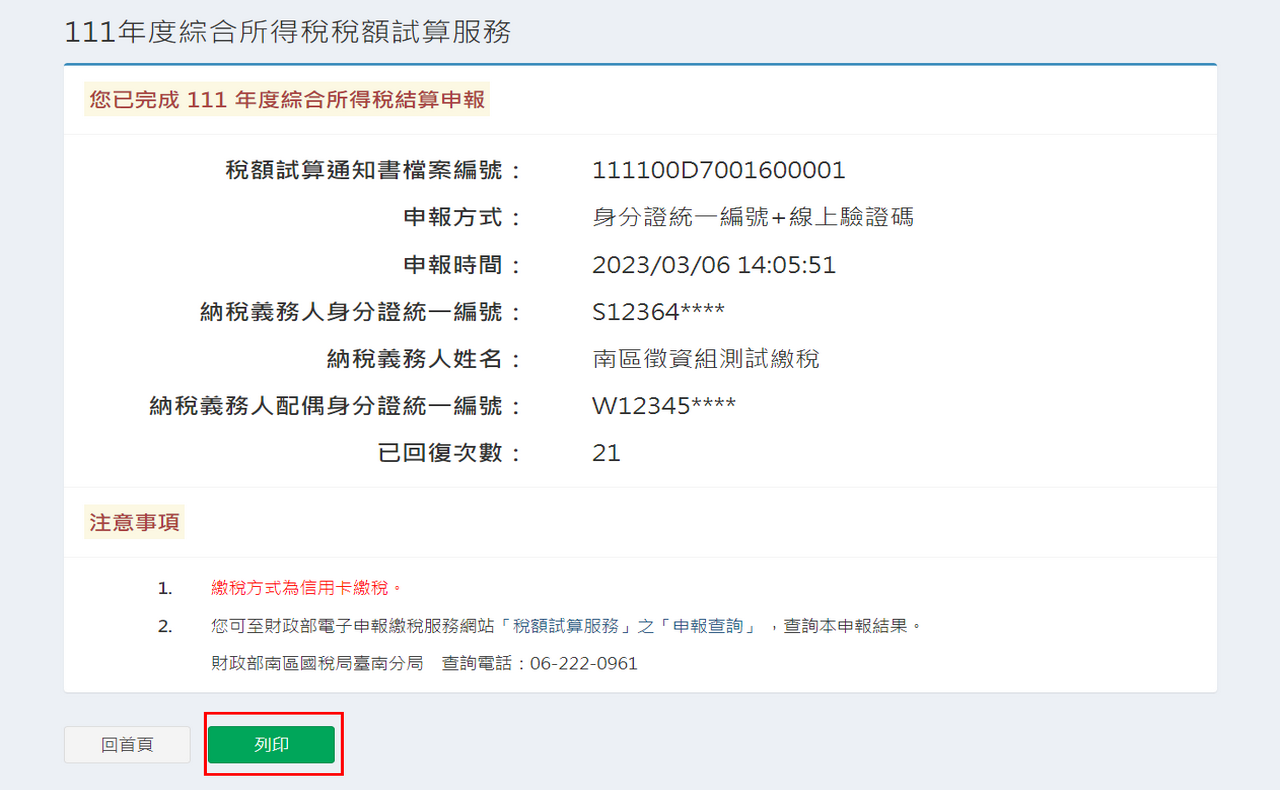 111年度綜合所得稅稅額試算服務
您已完成 111 年度綜合所得稅結算申報
稅額試算通知書檔案編號： 111100D7001600001
申報方式： 身分證統一編號+線上驗證碼
申報時間： 2023/03/06 14:05:51
納稅義務人身分證統一編號： S12364****
納稅義務人姓名： 南區徵資組測試繳稅
納稅義務人配偶身分證統一編號： W12345****
已回復次數： 21
注意事項
1. 繳稅方式為信用卡繳稅。
2. 您可至財政部電子申報繳稅服務網站「稅額試算服務」之「申報查詢」 ，查詢本申報結果。
財政部南區國稅局臺南分局 查詢電話：06-222-0961
回首頁 列印